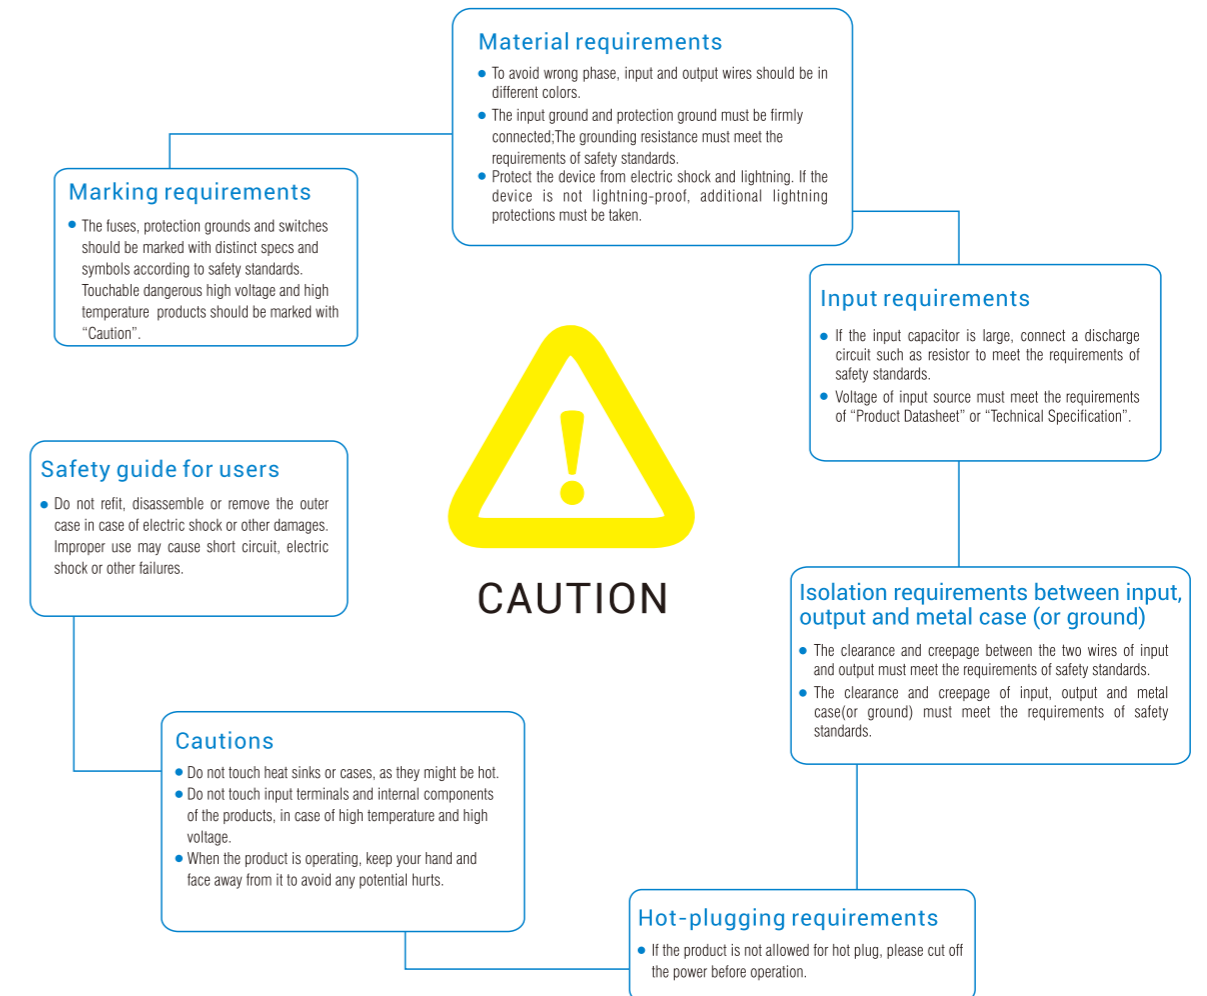 Material requirements
To avoid wrong phase, input and output wires should be in
different colors.
The input ground and protection ground must be firmly
connected;The grounding resistance must meet the
requirements of safety standards.
Protect the device from electric shock and lightning. If the
device is not lightning-proof, additional lightning
protections must be taken.
Marking requirements
The fuses, protection grounds and switches
should be marked with distinct specs and
symbols according to safety standards.
Touchable dangerous high voltage and high
temperature products should be marked with
“Caution”.
Input requirements
If the input capacitor is large, connect a discharge
circuit such as resistor to meet the requirements of
safety standards.
Voltage of input source must meet the requirements
of “Product Datasheet” or “Technical Specification”.
Safety guide for users
Do not refit, disassemble or remove the outer
case in case of electric shock or other damages.
Improper use may cause short circuit, electric
shock or other failures.
CAUTION
Isolation requirements between input,
output and metal case (or ground)
The clearance and creepage between the two wires of input
and output must meet the requirements of safety standards.
The clearance and creepage of input, output and metal
case(or ground) must meet the requirements of safety
standards.
Cautions
Do not touch heat sinks or cases, as they might be hot.
Do not touch input terminals and internal components
of the products, in case of high temperature and high
voltage.
When the product is operating, keep your hand and
face away from it to avoid any potential hurts.
Hot-plugging requirements
If the product is not allowed for hot plug, please cut off
the power before operation.